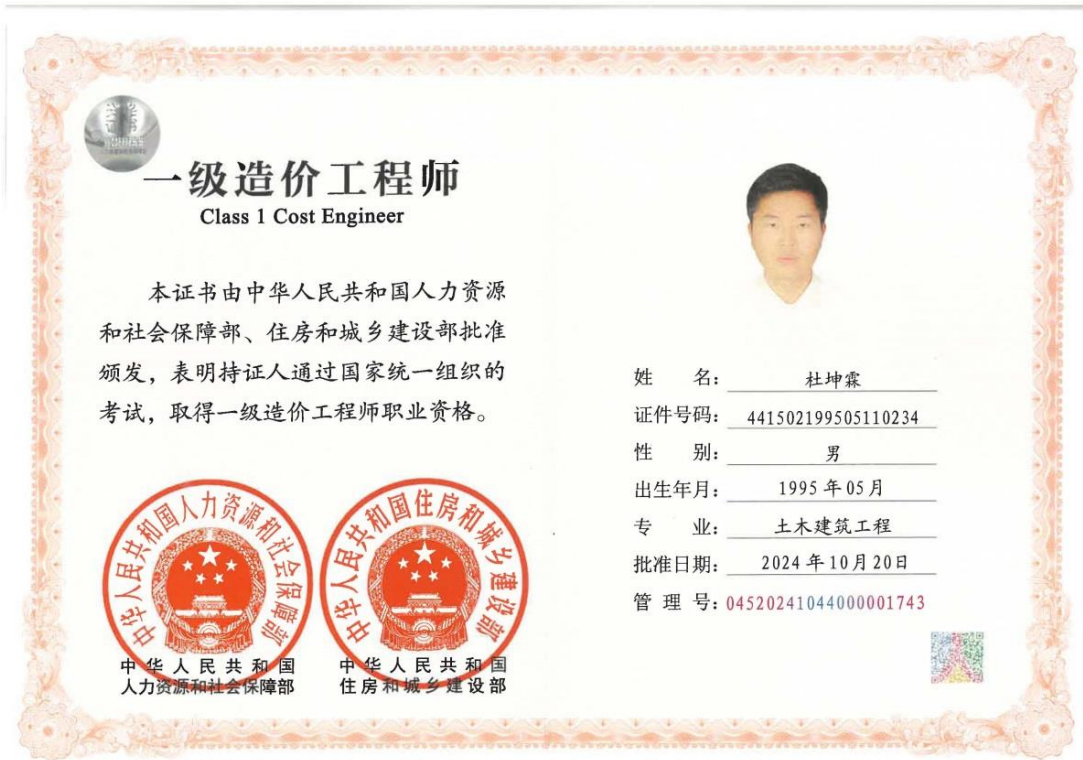 一级造价工程师
Class 1 Cost Engineer
本证书由中华人民共和国人力资源
和社会保障部、住房和城乡建设部批准
颁发，表明持证人通过国家统一组织的
考试，取得一级造价工程师职业资格。
中华人民共和国人力资源和社会保障部
中华人民共和国住房和城乡建设部
中华人民共和国
人力资源和社会保障部
中华人民共和国
住房和城乡建设部
姓 名：杜坤霖
证件号码：441502199505110234
性 别：男
出生年月：1995年05月
专 业：土木建筑工程
批准日期：2024年10月20日
管 理 号：04520241044000001743